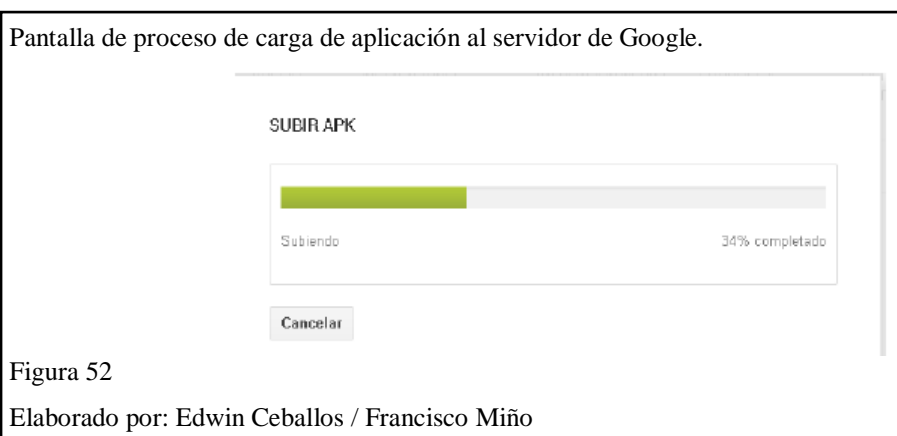 Pantalla de proceso de carga de aplicación al servidor de Google.
SUBIR APK
Subiendo
34% completado
Cancelar
Figura 52
Elaborado por: Edwin Ceballos / Francisco Miño